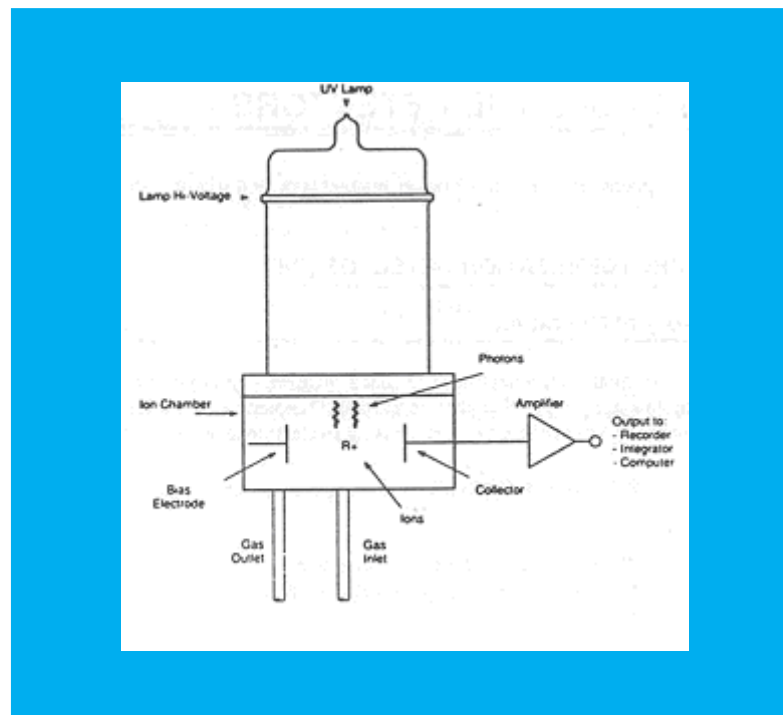 UV Lamp
Lamp Hi-Voltage
Photons
Ion Chamber
Amplifier
Output to:
- Recorder
- Integrator
- Computer
R+
Bias
Electrode
Collector
Ions
Gas
Outlet
Gas
Inlet